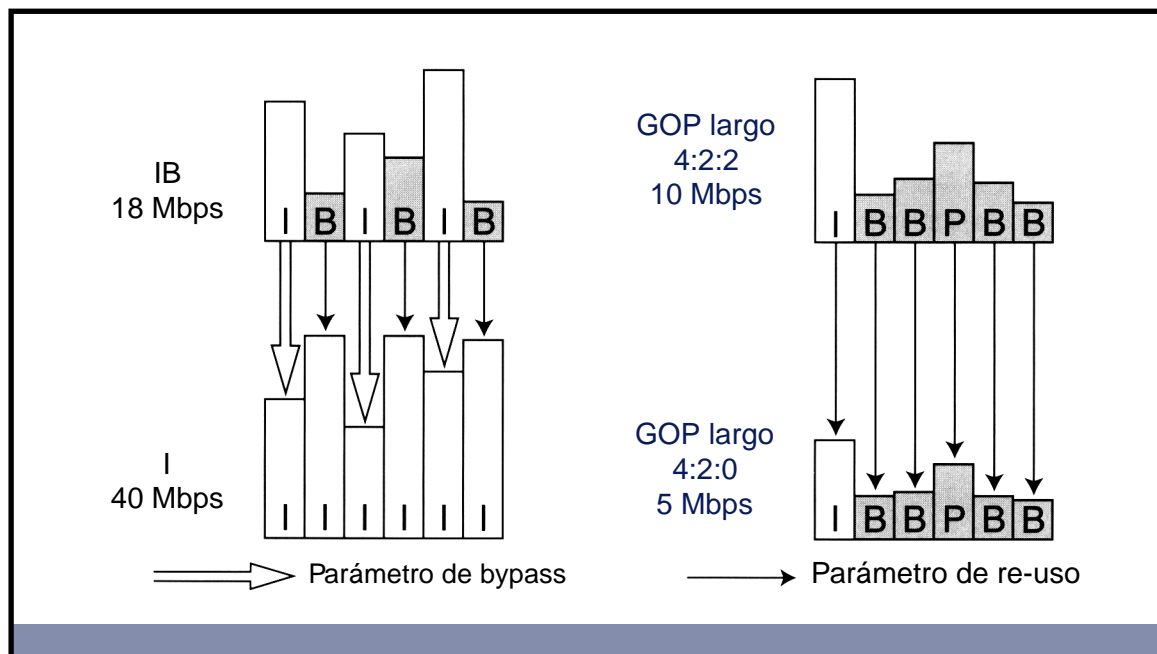 IB
18 Mbps
I B I B I B
I
40 Mbps
I I I I I I
GOP largo
4:2:2
10 Mbps
I B B P B B
GOP largo
4:2:0
5 Mbps
I B B P B B
Parámetro de bypass
Parámetro de re-uso